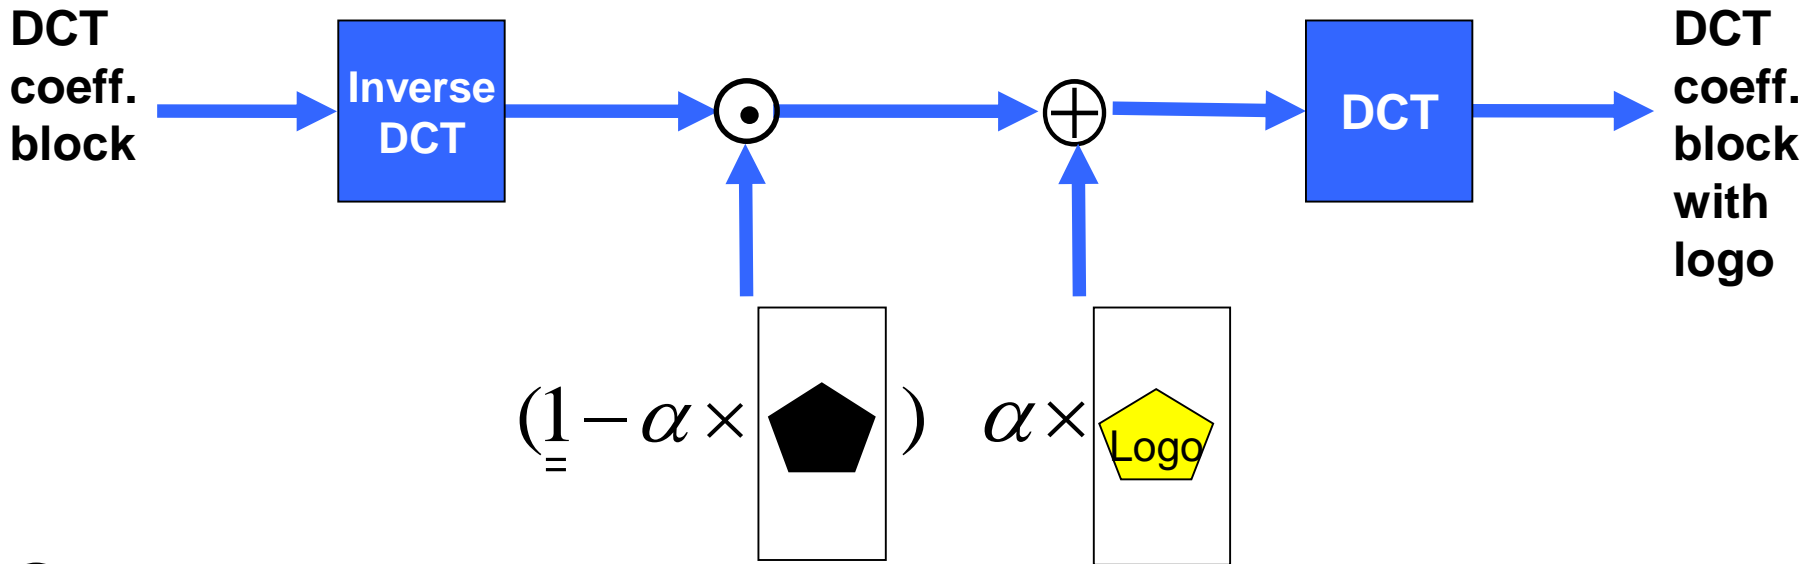 DCT
coeff.
block
Inverse
DCT
DCT
DCT
coeff.
block
with
logo
(1 − α ×
)
α ×
Logo